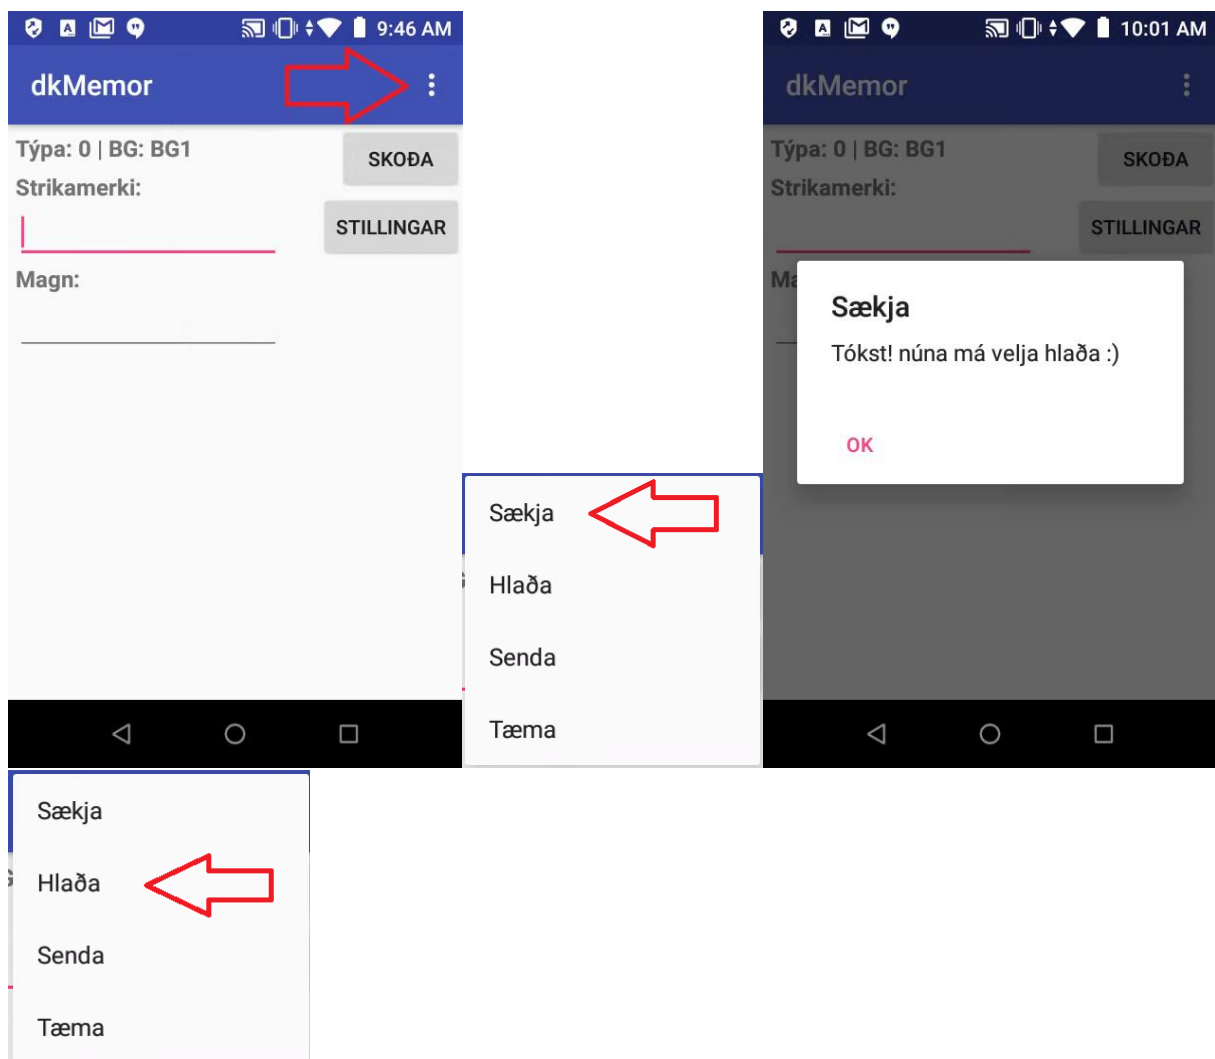 9:46 AM
dkMemor
Týpa: 0 | BG: BG1
SKOÐA
Strikamerki:
STILLINGAR
Magn:
Sækja
Hlaða
Senda
Tæma
10:01 AM
dkMemor
Týpa: 0 | BG: BG1
SKOÐA
Strikamerki:
STILLINGAR
Ma
Sækja
Tókst! núna má velja hlaða :)
OK
Sækja
Hlaða
Senda
Tæma